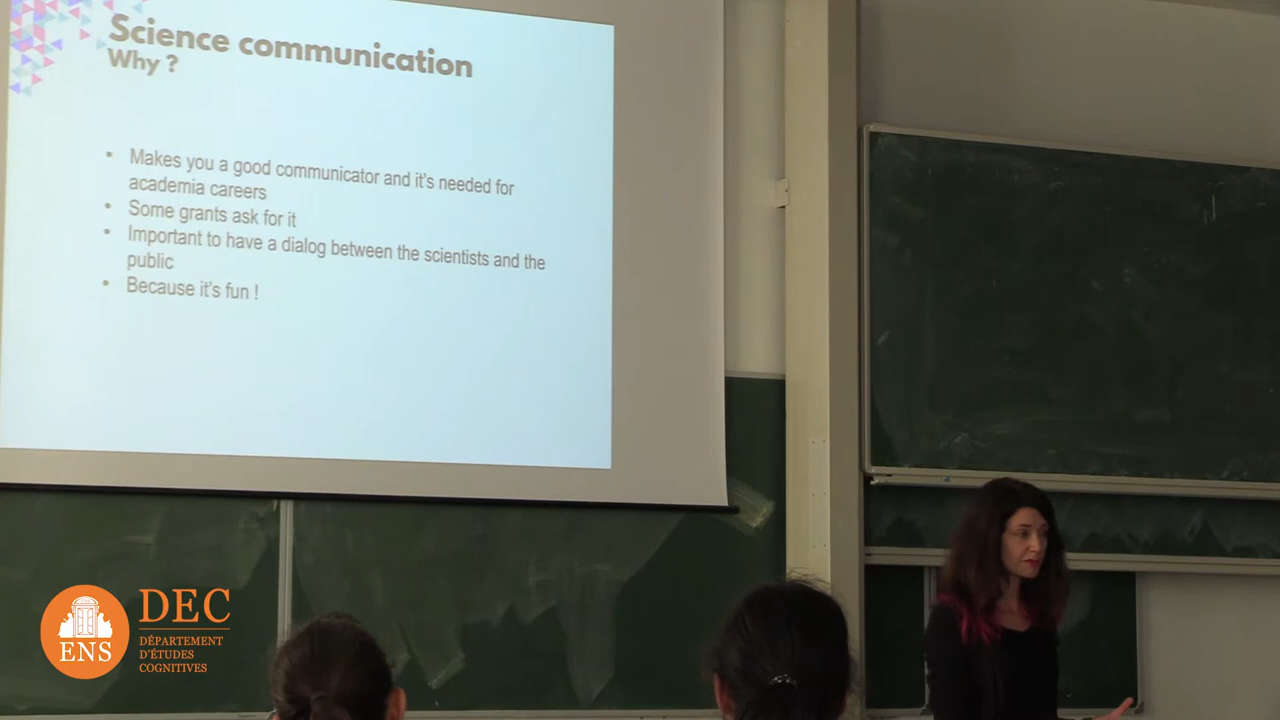 Science communication
Why ?
• Makes you a good communicator and it's needed for
academia careers
• Some grants ask for it
• Important to have a dialog between the scientists and the
public
• Because it's fun !
ENS
DEC
DÉPARTEMENT
D'ÉTUDES
COGNITIVES